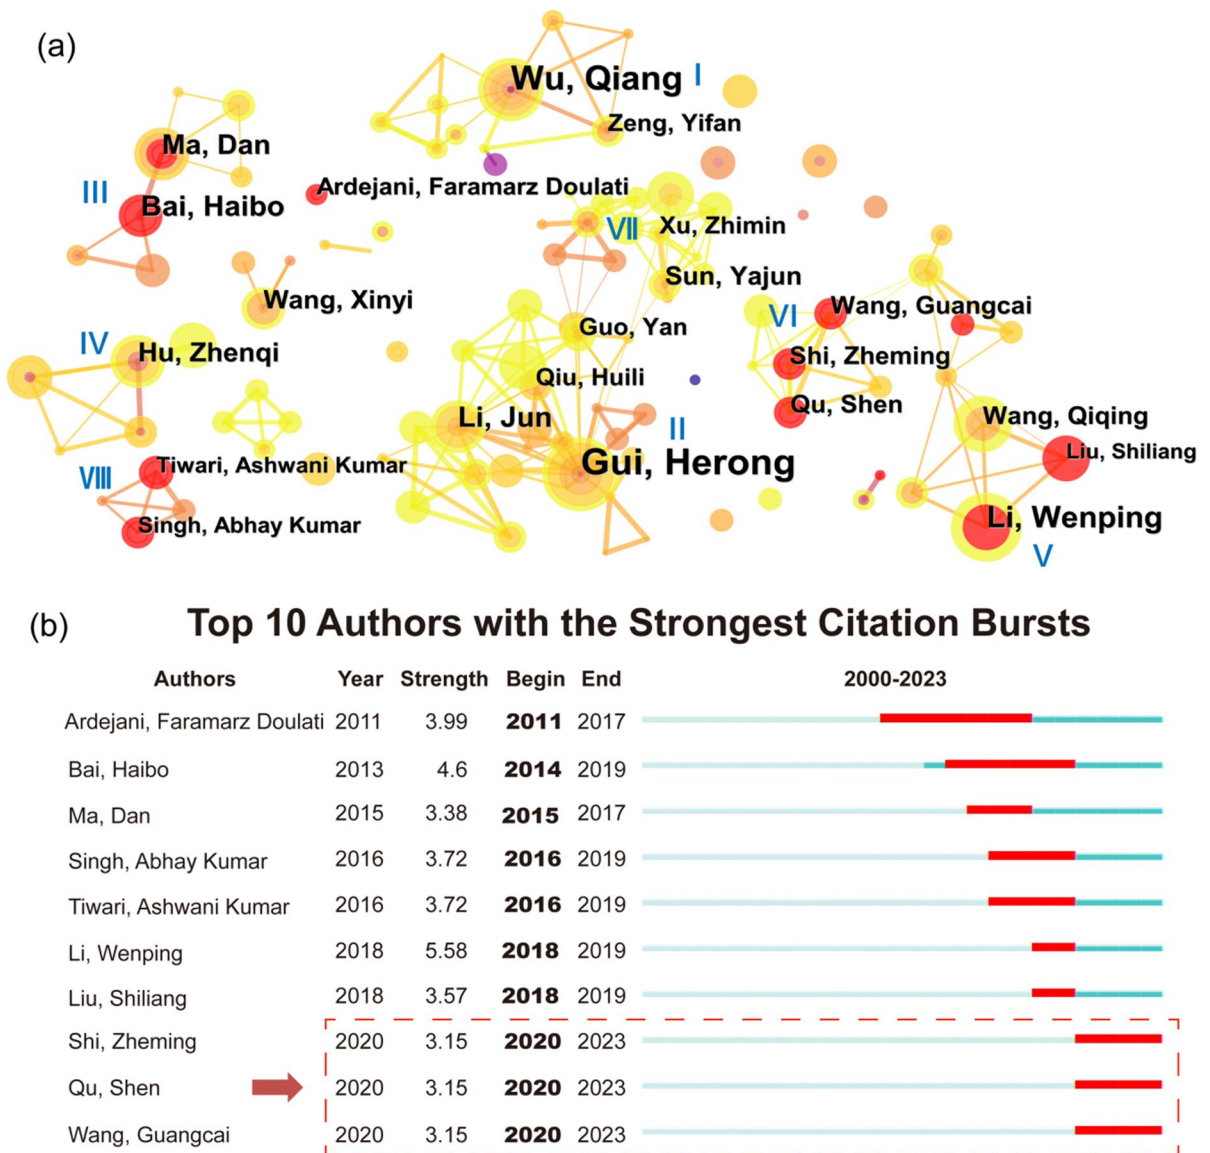 (a)
Wu, Qiang I
Zeng, Yifan
Ma, Dan
Ardejani, Faramarz Doulati
III
Bai, Haibo
VII
Xu, Zhimin
Sun, Yajun
Wang, Xinyi
Wang, Guangcai
VI
Guo, Yan
IV
Hu, Zhenqi
Shi, Zheming
Qiu, Huili
Qu, Shen
Li, Jun
Wang, Qiqing
II
Liu, Shiliang
Gui, Herong
Tiwari, Ashwani Kumar
VIII
Li, Wenping
Singh, Abhay Kumar
V
(b) Top 10 Authors with the Strongest Citation Bursts
Authors Year Strength Begin End 2000-2023
Ardejani, Faramarz Doulati 2011 3.99 2011 2017
Bai, Haibo 2013 4.6 2014 2019
Ma, Dan 2015 3.38 2015 2017
Singh, Abhay Kumar 2016 3.72 2016 2019
Tiwari, Ashwani Kumar 2016 3.72 2016 2019
Li, Wenping 2018 5.58 2018 2019
Liu, Shiliang 2018 3.57 2018 2019
Shi, Zheming 2020 3.15 2020 2023
Qu, Shen 2020 3.15 2020 2023
Wang, Guangcai 2020 3.15 2020 2023